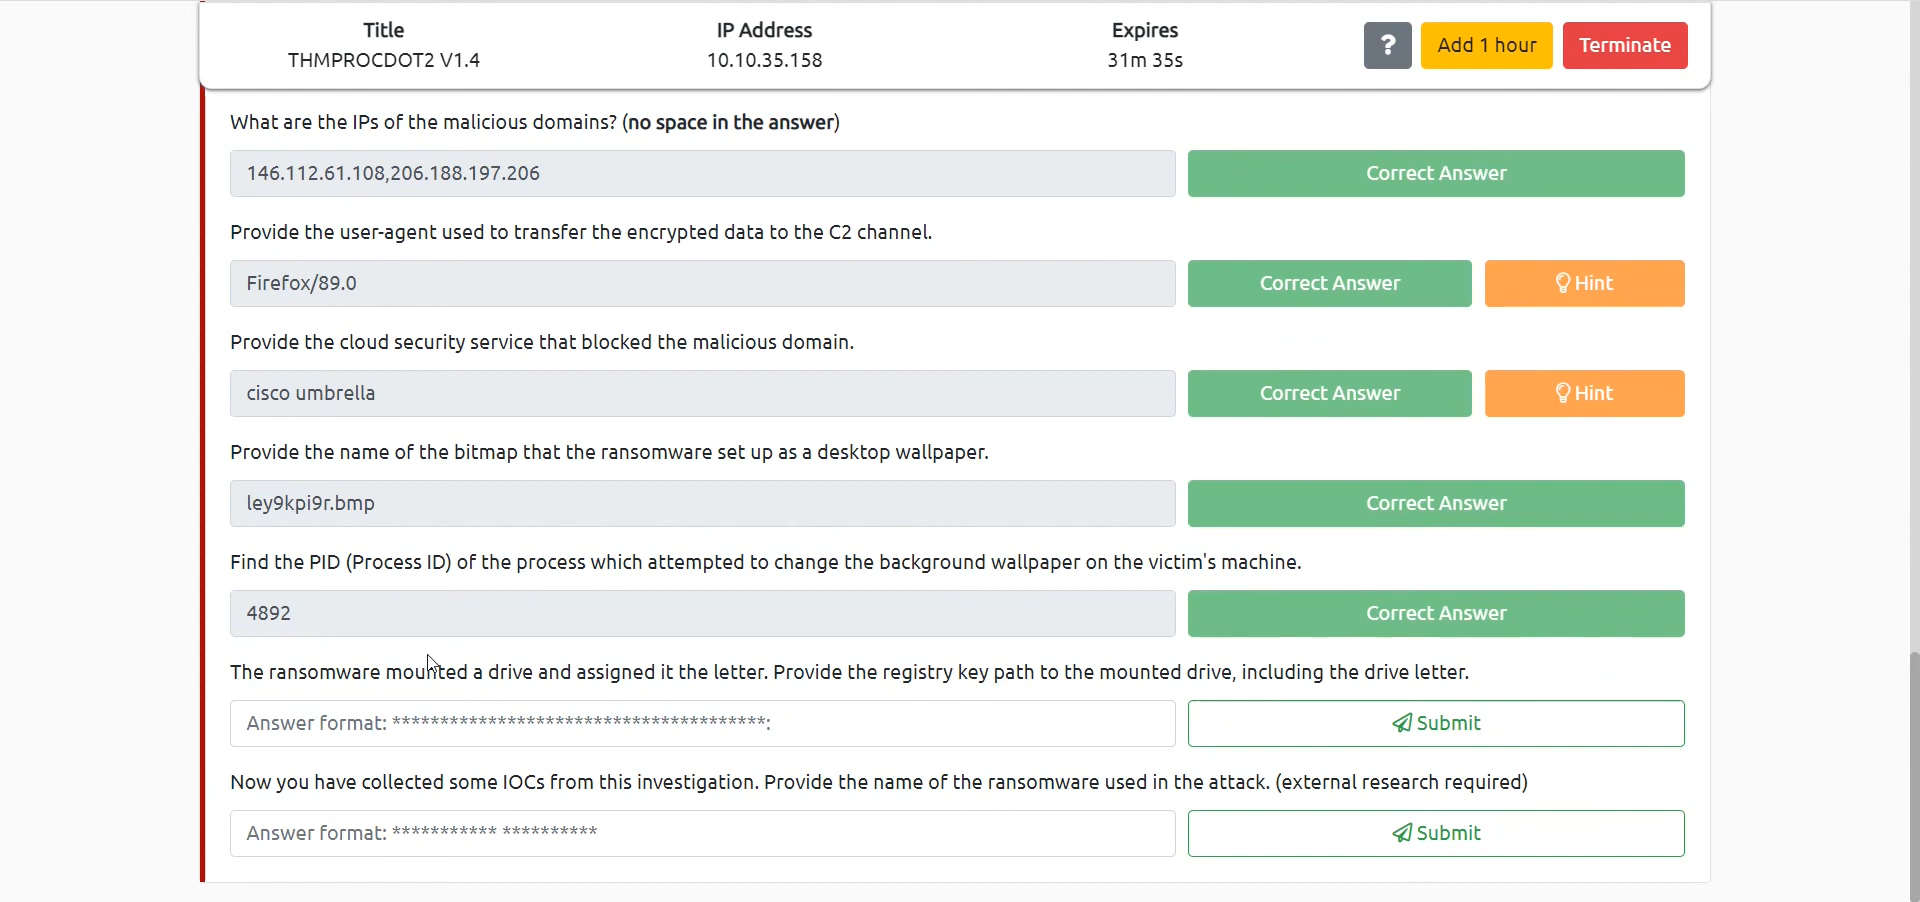 Title
THMPROCDOT2 V1.4
IP Address
10.10.35.158
Expires
31m 35s
?
Add 1 hour
Terminate
What are the IPs of the malicious domains? (no space in the answer)
146.112.61.108,206.188.197.206
Correct Answer
Provide the user-agent used to transfer the encrypted data to the C2 channel.
Firefox/89.0
Correct Answer
Hint
Provide the cloud security service that blocked the malicious domain.
cisco umbrella
Correct Answer
Hint
Provide the name of the bitmap that the ransomware set up as a desktop wallpaper.
ley9kpi9r.bmp
Correct Answer
Find the PID (Process ID) of the process which attempted to change the background wallpaper on the victim's machine.
4892
Correct Answer
The ransomware mounted a drive and assigned it the letter. Provide the registry key path to the mounted drive, including the drive letter.
Answer format: ***************************************:
Submit
Now you have collected some IOCs from this investigation. Provide the name of the ransomware used in the attack. (external research required)
Answer format: *********** **********
Submit